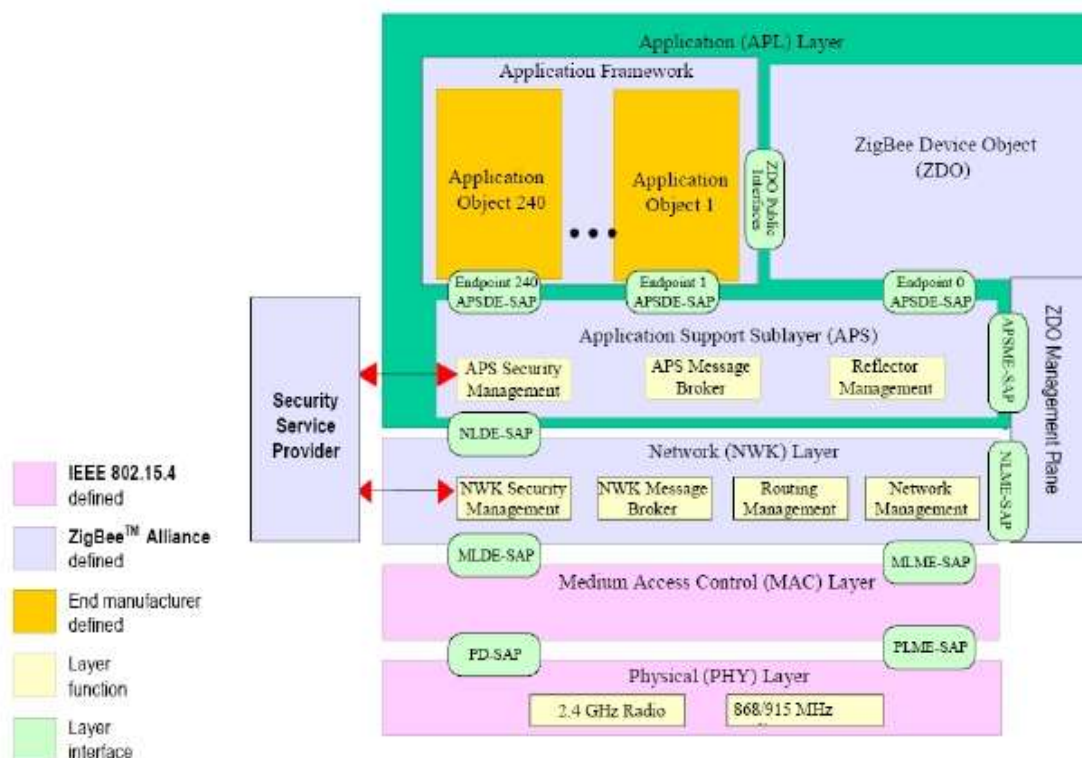 Application (APL) Layer
Application Framework
ZigBee Device Object
(ZDO)
Application
Object 240
Application
Object 1
ZDO Public
Interfaces
Endpoint 240
APSDE-SAP
Endpoint 1
APSDE-SAP
Endpoint 0
APSDE-SAP
Application Support Sublayer (APS)
APS Security
Management
APS Message
Broker
Reflector
Management
APSME-SAP
ZDO Management Plane
Security
Service
Provider
NLDE-SAP
Network (NWK) Layer
NWK Security
Management
NWK Message
Broker
Routing
Management
Network
Management
NLME-SAP
MLDE-SAP
MLME-SAP
Medium Access Control (MAC) Layer
PD-SAP
PLME-SAP
Physical (PHY) Layer
2.4 GHz Radio
868/915 MHz
IEEE 802.15.4
defined
ZigBee™ Alliance
defined
End manufacturer
defined
Layer
function
Layer
interface